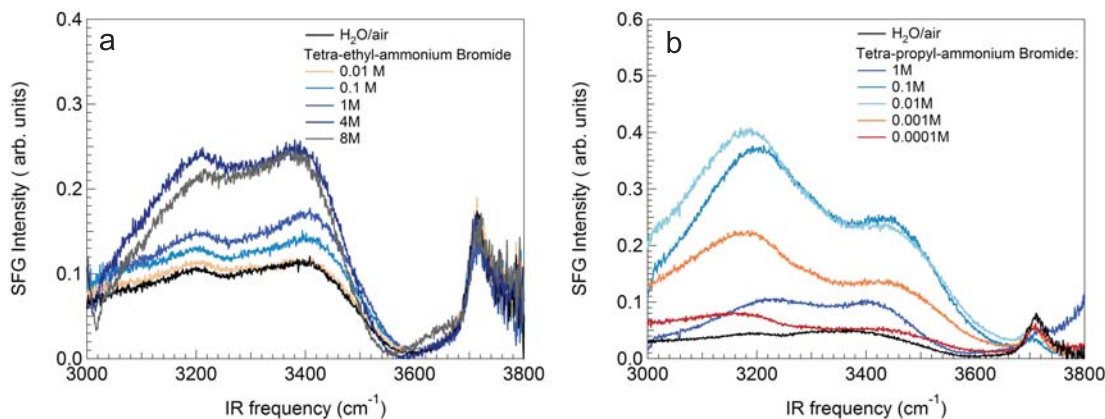 a
H₂O/air
Tetra-ethyl-ammonium Bromide
0.01 M
0.1 M
1M
4M
8M
0.4
0.3
0.2
0.1
0.0
SFG Intensity ( arb. units)
3000 3200 3400 3600 3800
IR frequency (cm⁻¹)
b
H₂O/air
Tetra-propyl-ammonium Bromide:
1M
0.1M
0.01M
0.001M
0.0001M
0.6
0.5
0.4
0.3
0.2
0.1
0.0
SFG Intensity ( arb. units)
3000 3200 3400 3600 3800
IR frequency (cm⁻¹)